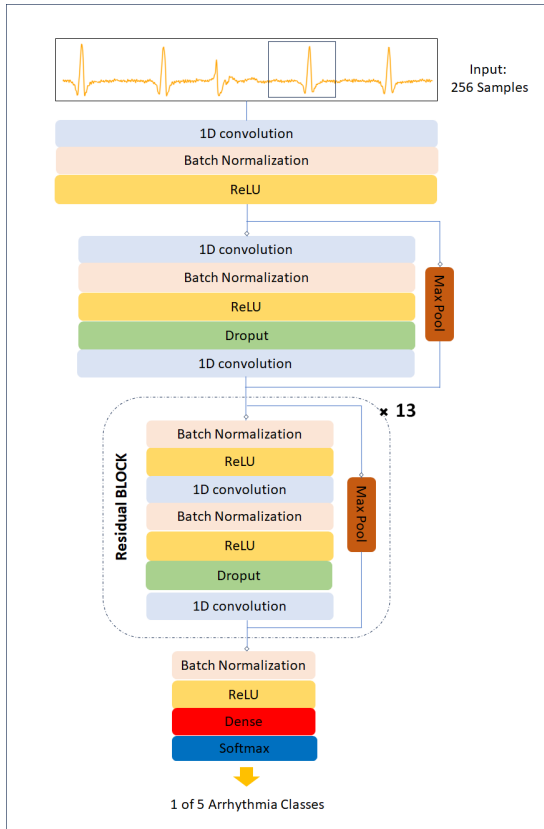 Input:
256 Samples
1D convolution
Batch Normalization
ReLU
1D convolution
Batch Normalization
ReLU
Droput
1D convolution
Max Pool
× 13
Residual BLOCK
Batch Normalization
ReLU
1D convolution
Batch Normalization
ReLU
Droput
1D convolution
Max Pool
Batch Normalization
ReLU
Dense
Softmax
1 of 5 Arrhythmia Classes